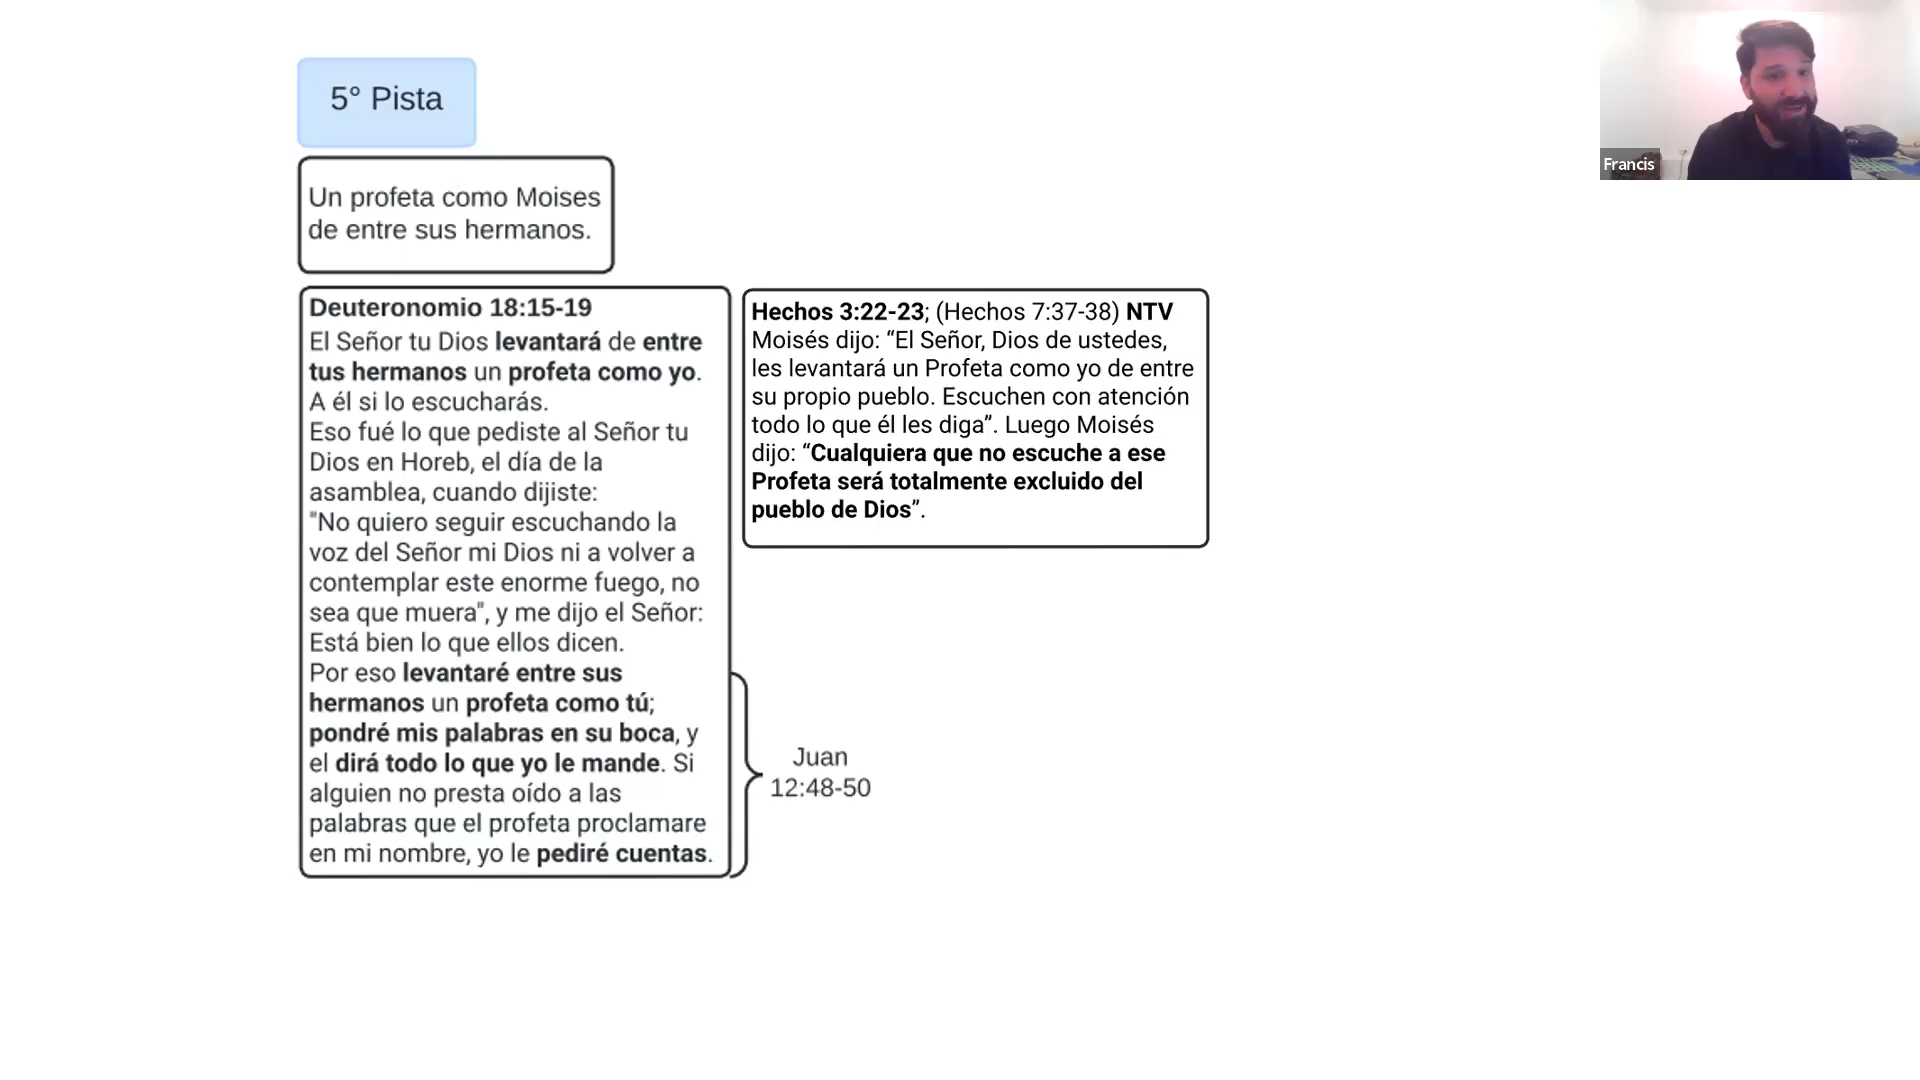 5° Pista
Un profeta como Moises
de entre sus hermanos.
Deuteronomio 18:15-19
El Señor tu Dios levantará de entre
tus hermanos un profeta como yo.
A él si lo escucharás.
Eso fué lo que pediste al Señor tu
Dios en Horeb, el día de la
asamblea, cuando dijiste:
"No quiero seguir escuchando la
voz del Señor mi Dios ni a volver a
contemplar este enorme fuego, no
sea que muera", y me dijo el Señor:
Está bien lo que ellos dicen.
Por eso levantaré entre sus
hermanos un profeta como tú;
pondré mis palabras en su boca, y
el dirá todo lo que yo le mande. Si
alguien no presta oído a las
palabras que el profeta proclamare
en mi nombre, yo le pediré cuentas.
Hechos 3:22-23; (Hechos 7:37-38) NTV
Moisés dijo: “El Señor, Dios de ustedes,
les levantará un Profeta como yo de entre
su propio pueblo. Escuchen con atención
todo lo que él les diga”. Luego Moisés
dijo: “Cualquiera que no escuche a ese
Profeta será totalmente excluido del
pueblo de Dios”.
Juan
12:48-50
Francis